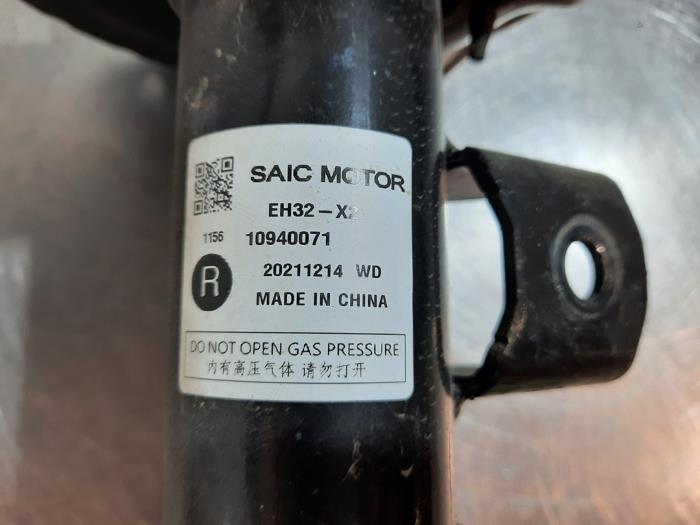 SAIC MOTOR
EH32-X2
1156 10940071
R
20211214 WD
MADE IN CHINA
DO NOT OPEN GAS PRESSURE
内有高压气体 请勿打开